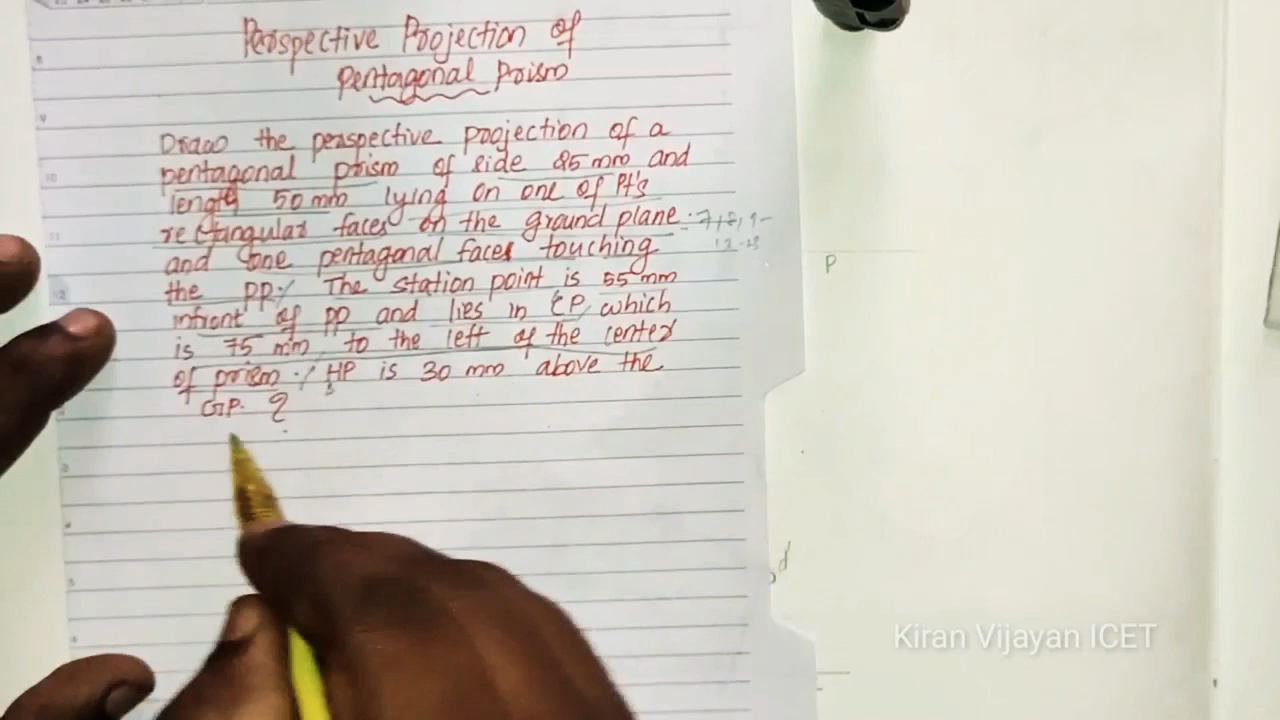 Perspective Projection of
Pentagonal Prism
Draw the perspective projection of a
pentagonal prism of side 25 mm and
length 50 mm lying on one of it's
rectangular faces on the ground plane.
and one pentagonal faces touching
the PP. The station point is 55 mm
infront of PP and lies in CP, which
is 75 mm to the left of the center
of prism. HP is 30 mm above the
GP. ?
P
d
Kiran Vijayan ICET